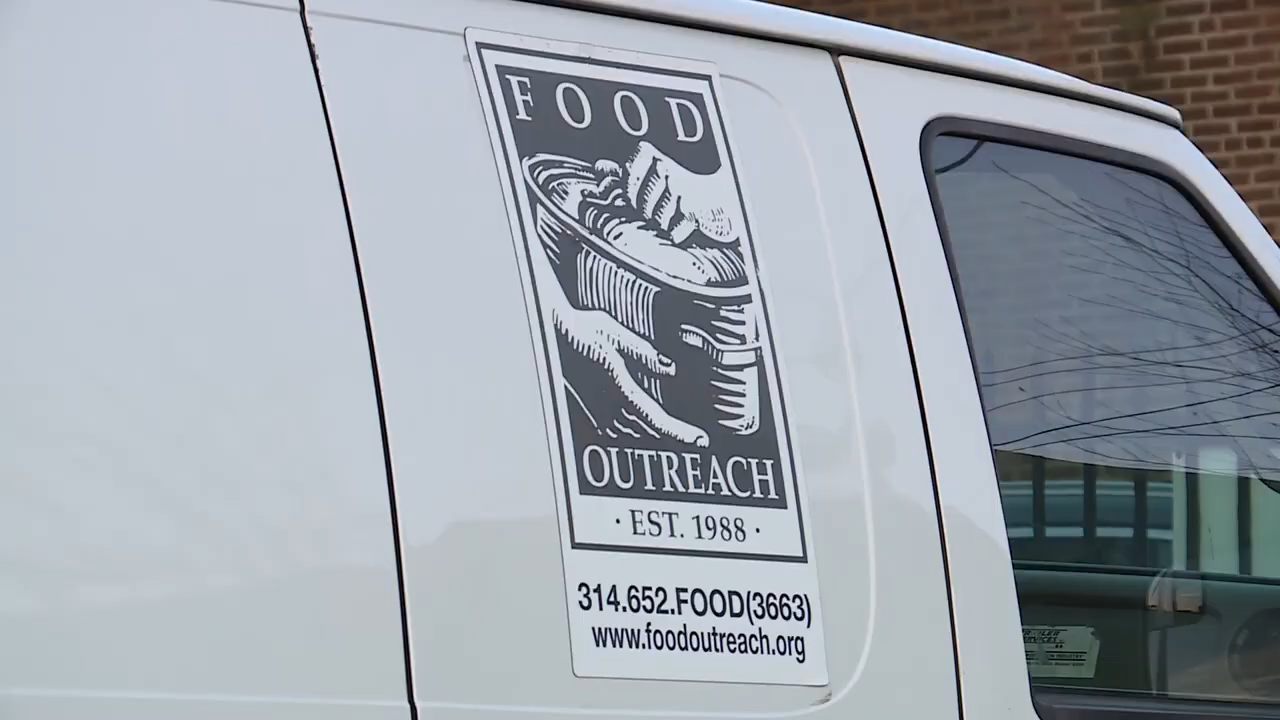 FOOD
OUTREACH
· EST. 1988 ·
314.652.FOOD(3663)
www.foodoutreach.org